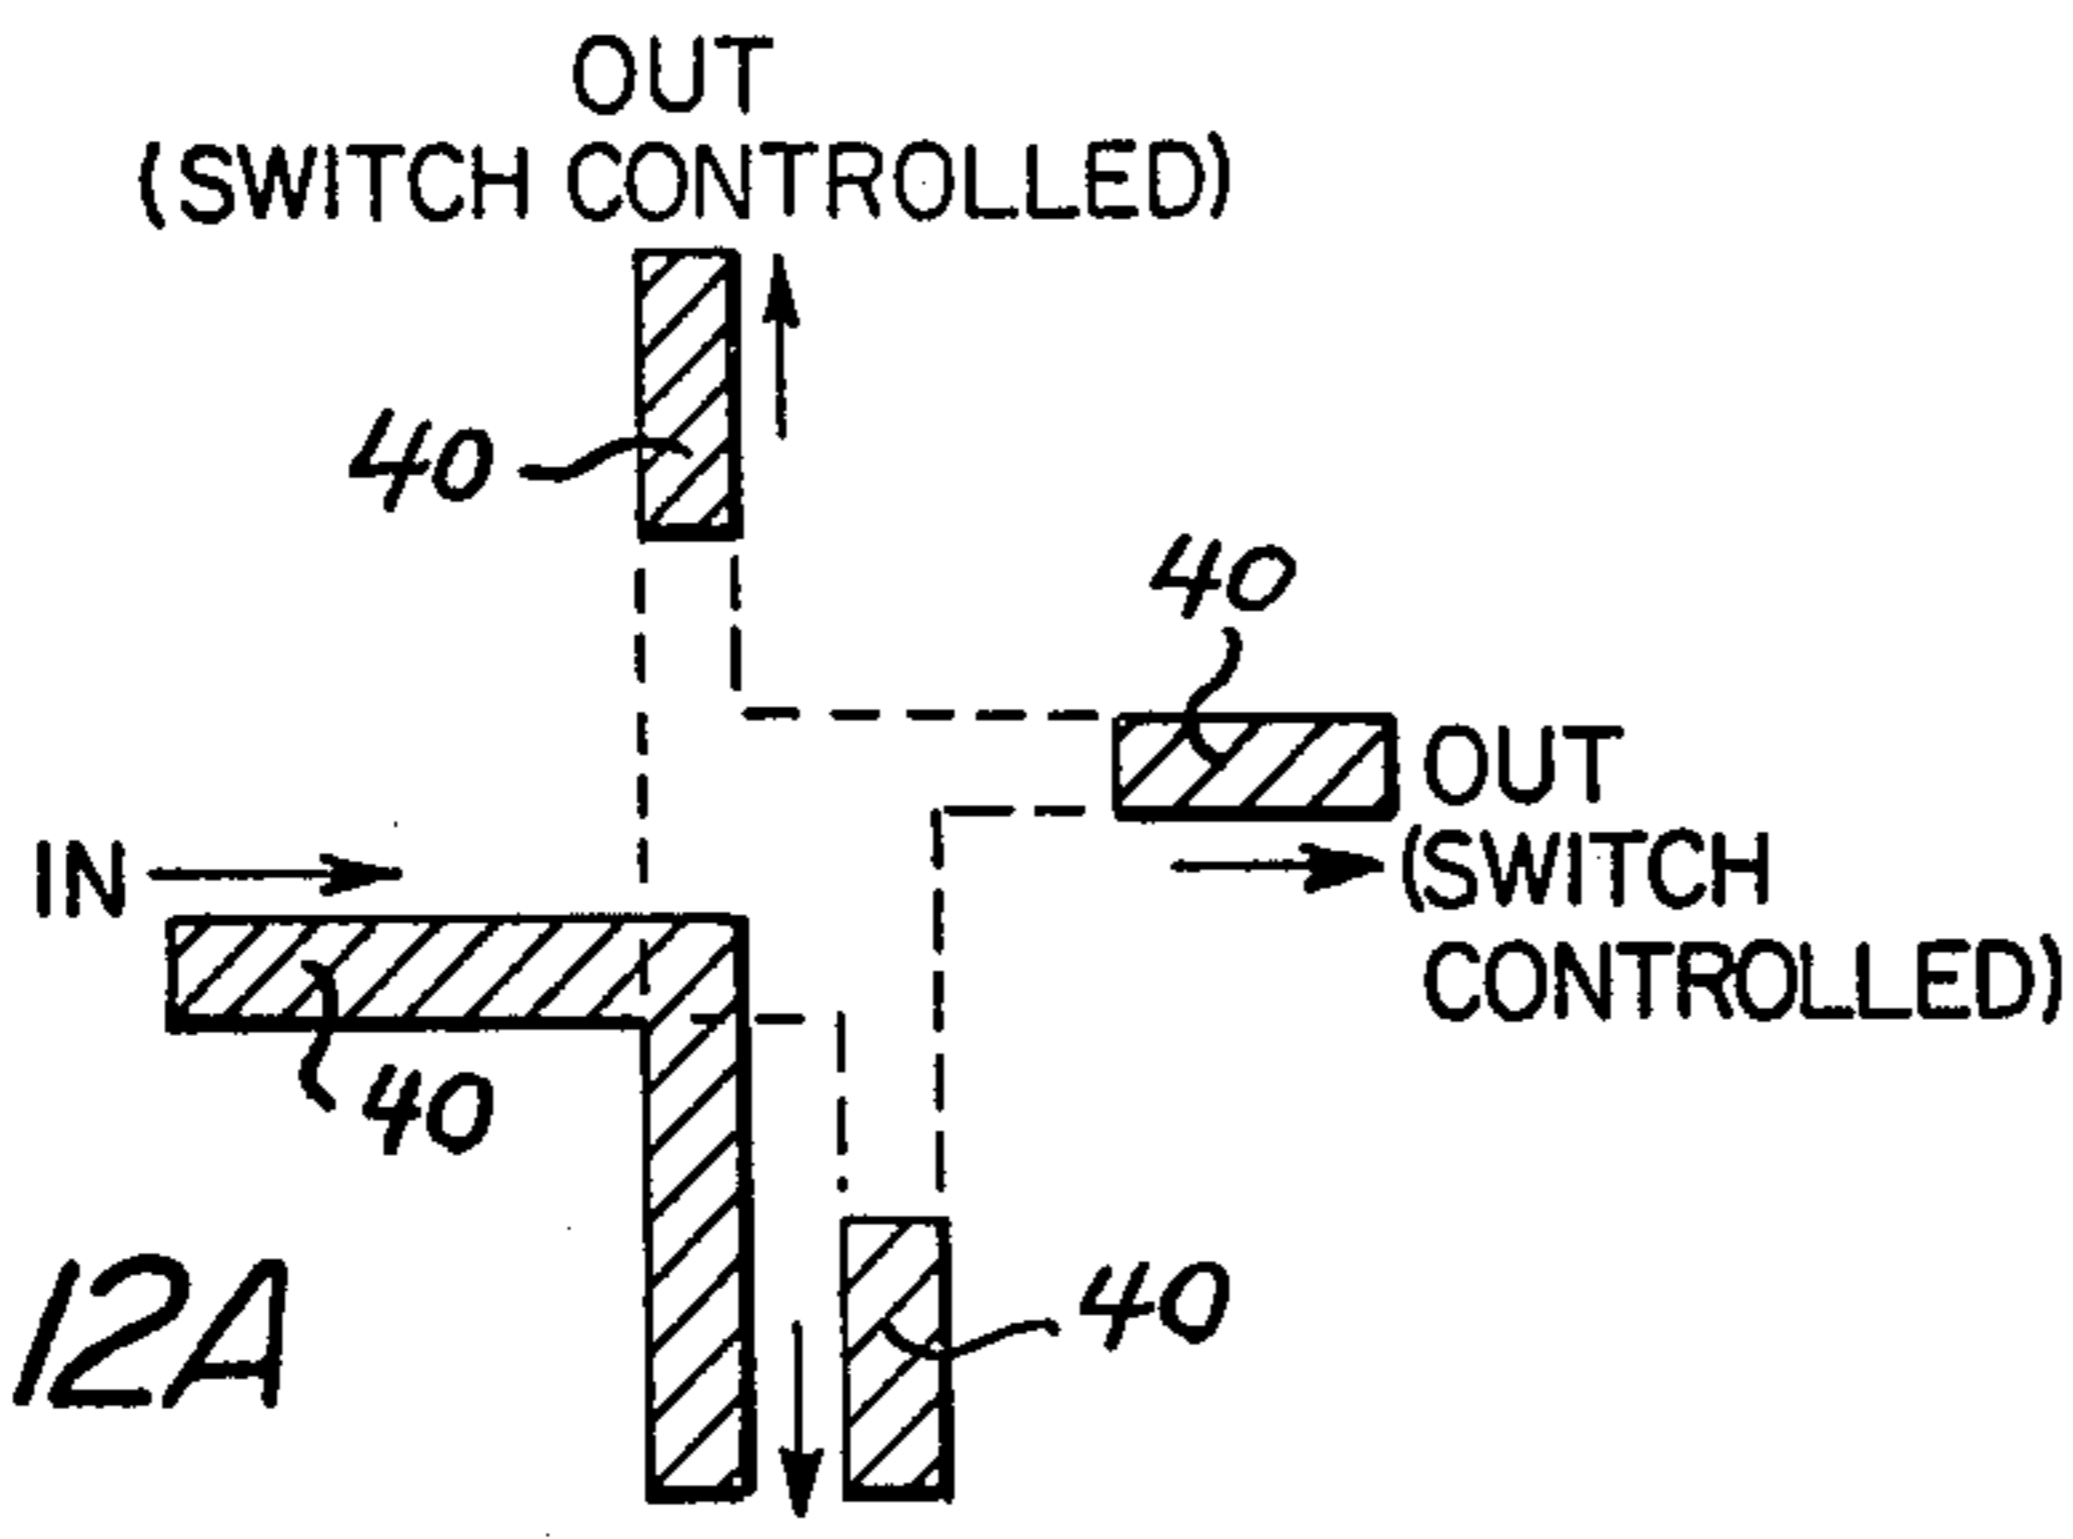 OUT
(SWITCH CONTROLLED)
40
40
OUT
(SWITCH
CONTROLLED)
IN
40
40
12A